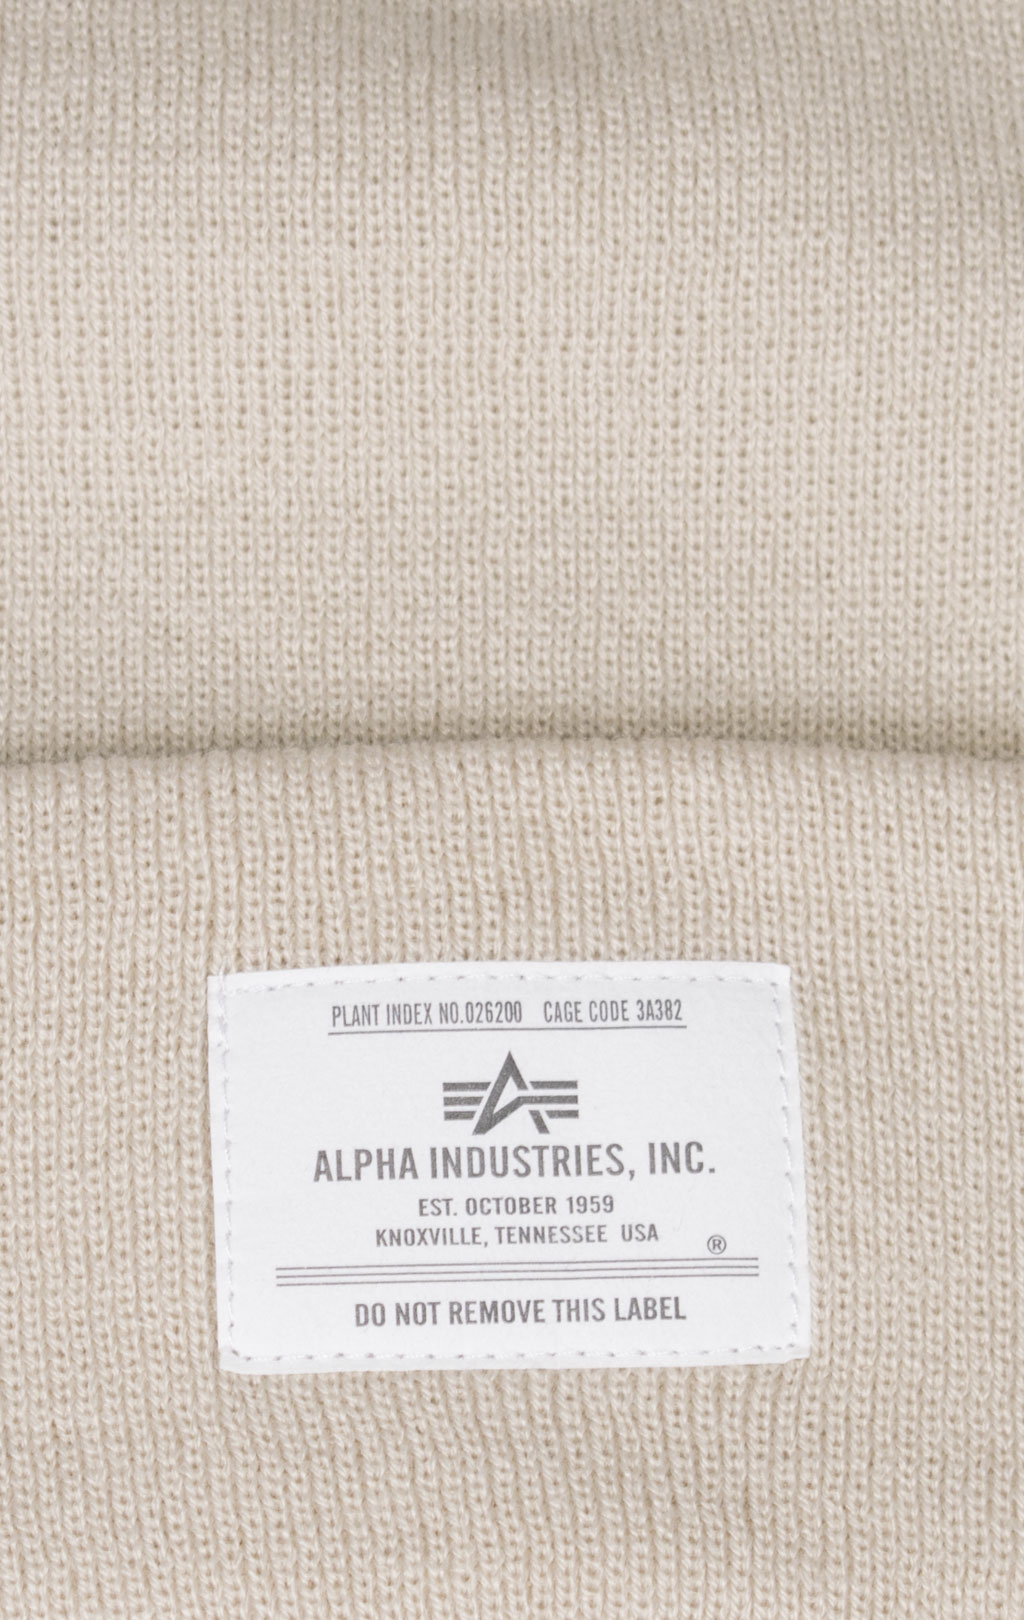 PLANT INDEX NO.026200 CAGE CODE 3A382
ALPHA INDUSTRIES, INC.
EST. OCTOBER 1959
KNOXVILLE, TENNESSEE USA
®
DO NOT REMOVE THIS LABEL